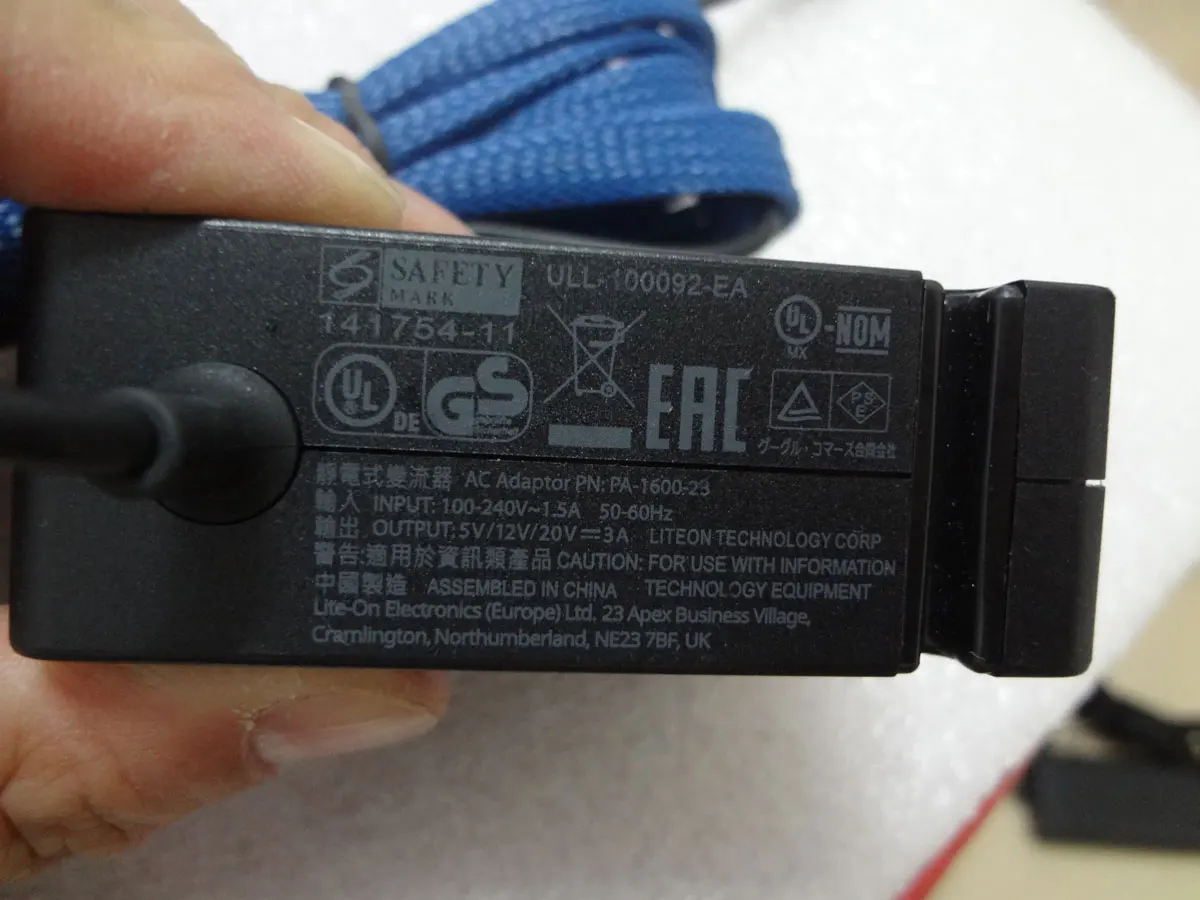 SAFETY
MARK
ULL-100092-EA
141754-11
UL
DE
GS
EAC
UL
MX
-NOM
PS
E
グーグル・コマース合同会社
靜電式變流器 AC Adaptor PN: PA-1600-23
輸入 INPUT: 100-240V~1.5A 50-60Hz
輸出 OUTPUT: 5V/12V/20V⎓3A LITEON TECHNOLOGY CORP
警告:適用於資訊類產品 CAUTION: FOR USE WITH INFORMATION
中國製造 ASSEMBLED IN CHINA TECHNOLOGY EQUIPMENT
Lite-On Electronics (Europe) Ltd. 23 Apex Business Village,
Cramlington, Northumberland, NE23 7BF, UK